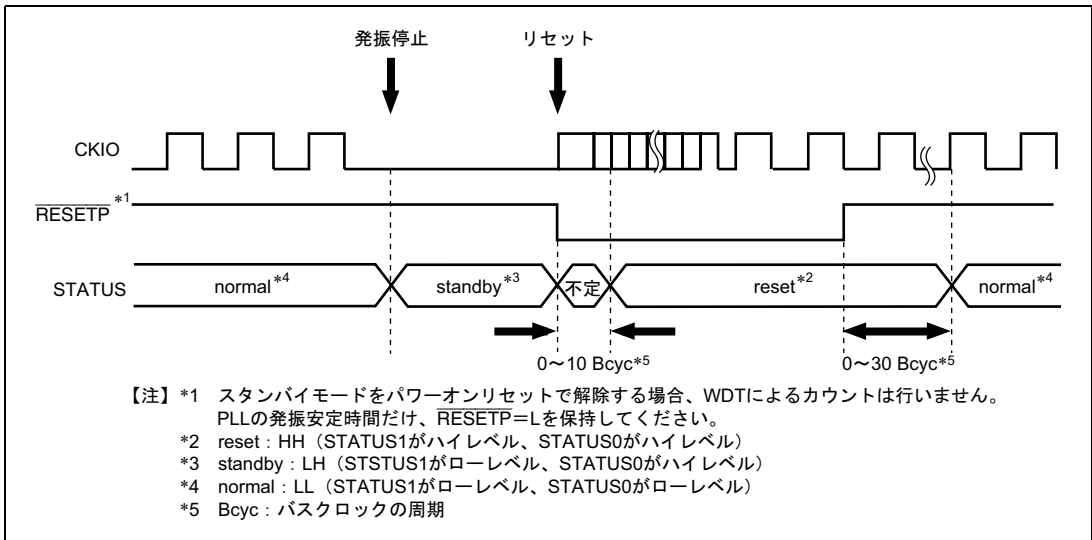 発振停止 リセット
CKIO
RESETP*1
STATUS normal*4 standby*3 不定 reset*2 normal*4
0～10 Bcyc*5 0～30 Bcyc*5
【注】*1 スタンバイモードをパワーオンリセットで解除する場合、WDTによるカウントは行いません。
PLLの発振安定時間だけ、RESETP＝Lを保持してください。
*2 reset：HH（STATUS1がハイレベル、STATUS0がハイレベル）
*3 standby：LH（STSTUS1がローレベル、STATUS0がハイレベル）
*4 normal：LL（STATUS1がローレベル、STATUS0がローレベル）
*5 Bcyc：バスクロックの周期